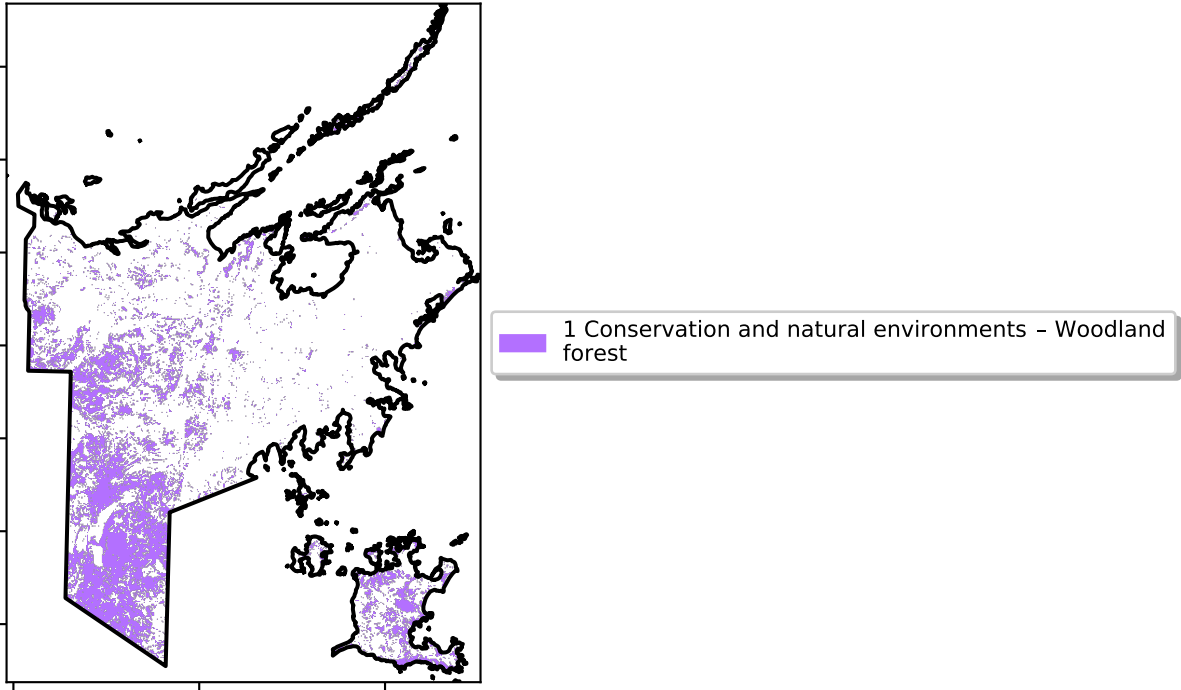 1 Conservation and natural environments – Woodland
forest